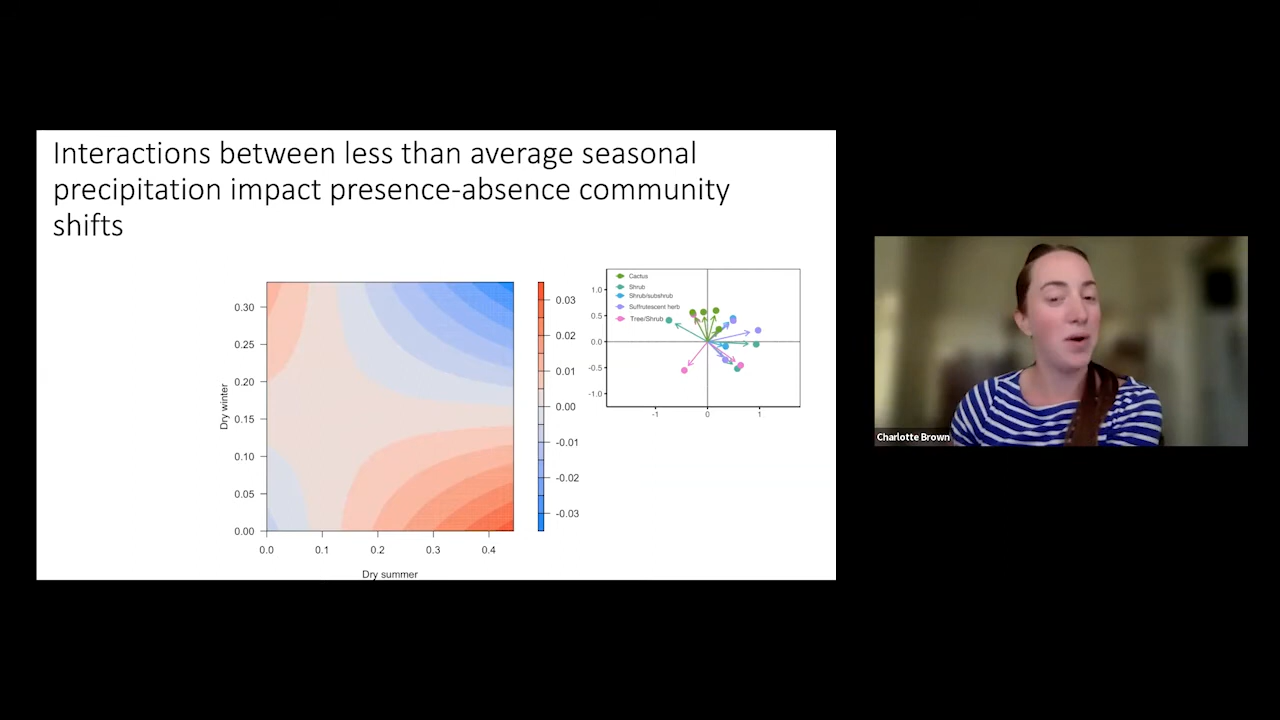 Interactions between less than average seasonal
precipitation impact presence-absence community
shifts
Dry winter
0.30
0.25
0.20
0.15
0.10
0.05
0.00
0.0 0.1 0.2 0.3 0.4
Dry summer
0.03
0.02
0.01
0.00
-0.01
-0.02
-0.03
Cactus
Shrub
Shrub/subshrub
Suffrutescent herb
Tree/Shrub
1.0
0.5
0.0
-0.5
-1.0
-1 0 1
Charlotte Brown